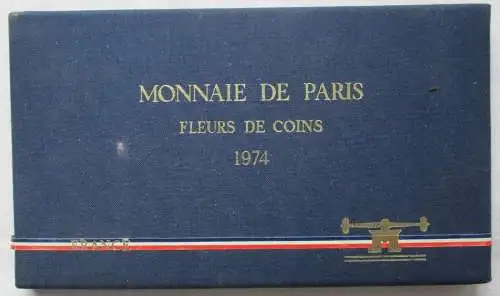 MONNAIE DE PARIS
FLEURS DE COINS
1974
FRANCE